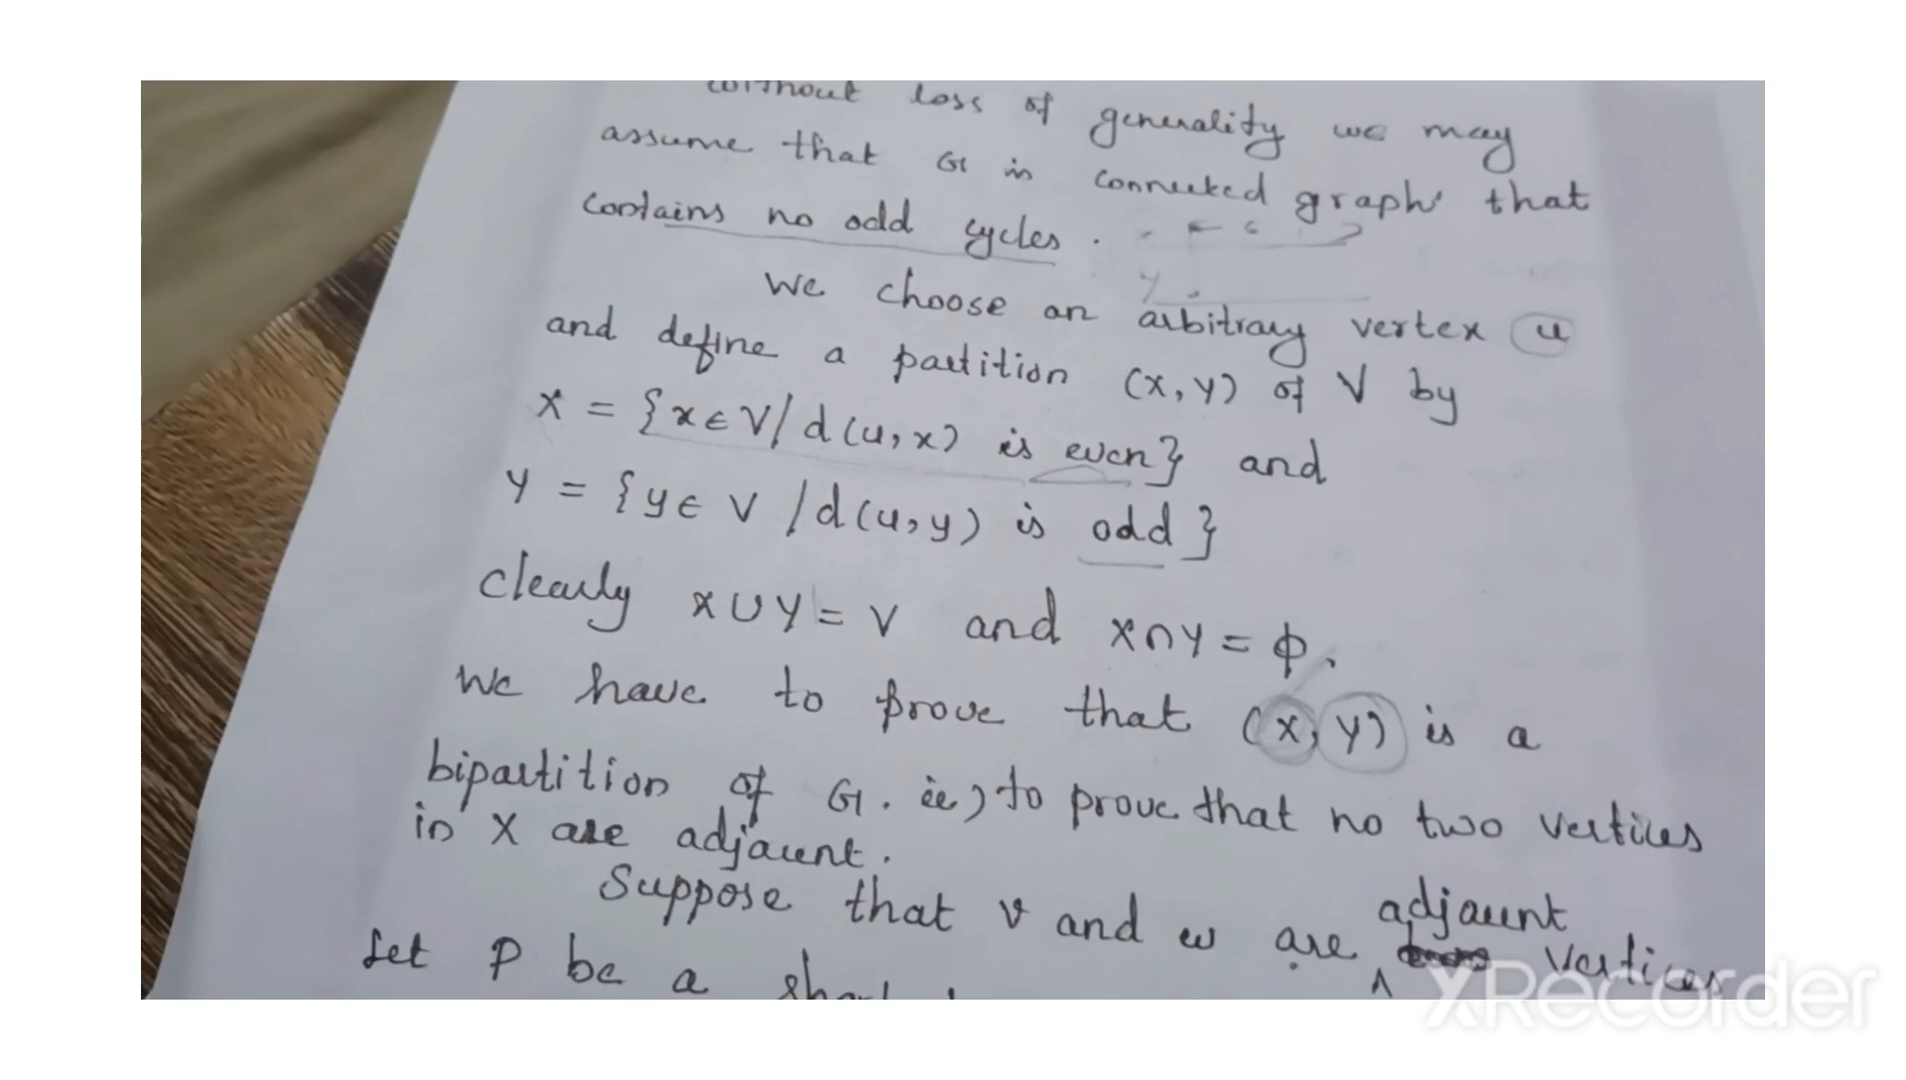 without loss of generality we may
assume that G is connected graph that
contains no odd cycles.
We choose an arbitrary vertex u
and define a partition (X, Y) of V by
X = {x ∈ V / d(u, x) is even} and
Y = {y ∈ V / d(u, y) is odd}
Clearly X ∪ Y = V and X ∩ Y = ϕ.
We have to prove that (X, Y) is a
bipartition of G. ie) to prove that no two vertices
in X are adjacent.
Suppose that v and w are adjacent vertices
Let P be a
XRecorder